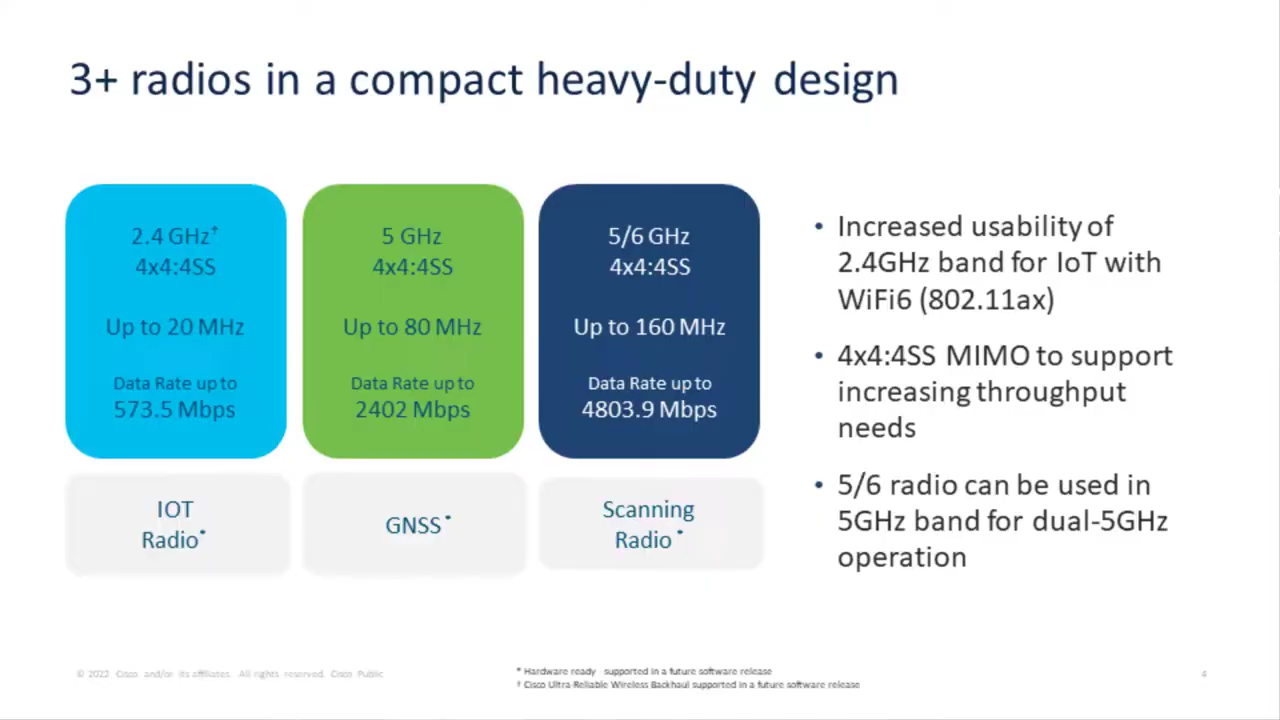 3+ radios in a compact heavy-duty design
2.4 GHz†
4x4:4SS
Up to 20 MHz
Data Rate up to
573.5 Mbps
5 GHz
4x4:4SS
Up to 80 MHz
Data Rate up to
2402 Mbps
5/6 GHz
4x4:4SS
Up to 160 MHz
Data Rate up to
4803.9 Mbps
IOT
Radio*
GNSS*
Scanning
Radio *
• Increased usability of
2.4GHz band for IoT with
WiFi6 (802.11ax)
• 4x4:4SS MIMO to support
increasing throughput
needs
• 5/6 radio can be used in
5GHz band for dual-5GHz
operation
© 2022 Cisco and/or its affiliates. All rights reserved. Cisco Public
* Hardware ready supported in a future software release
† Cisco Ultra-Reliable Wireless Backhaul supported in a future software release
4